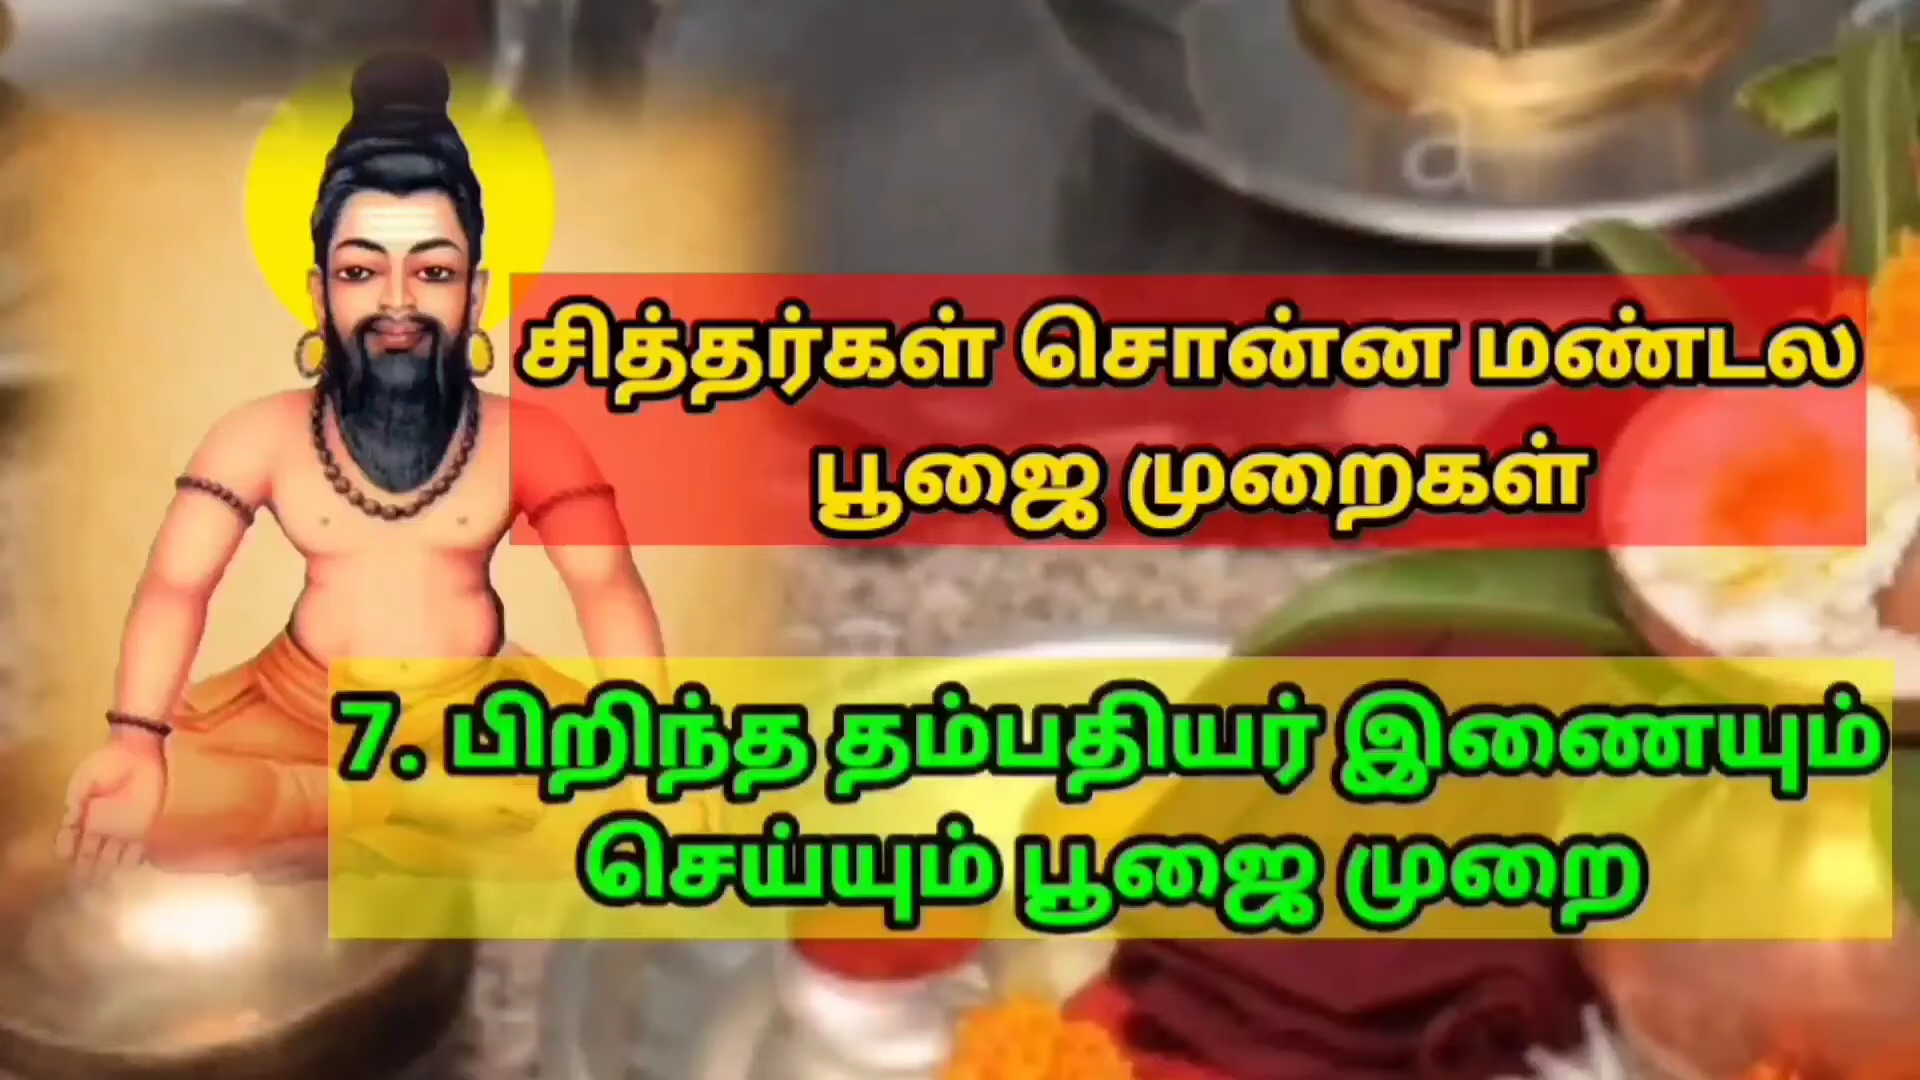 சித்தர்கள் சொன்ன மண்டல
பூஜை முறைகள்
7. பிறிந்த தம்பதியர் இணையும்
செய்யும் பூஜை முறை